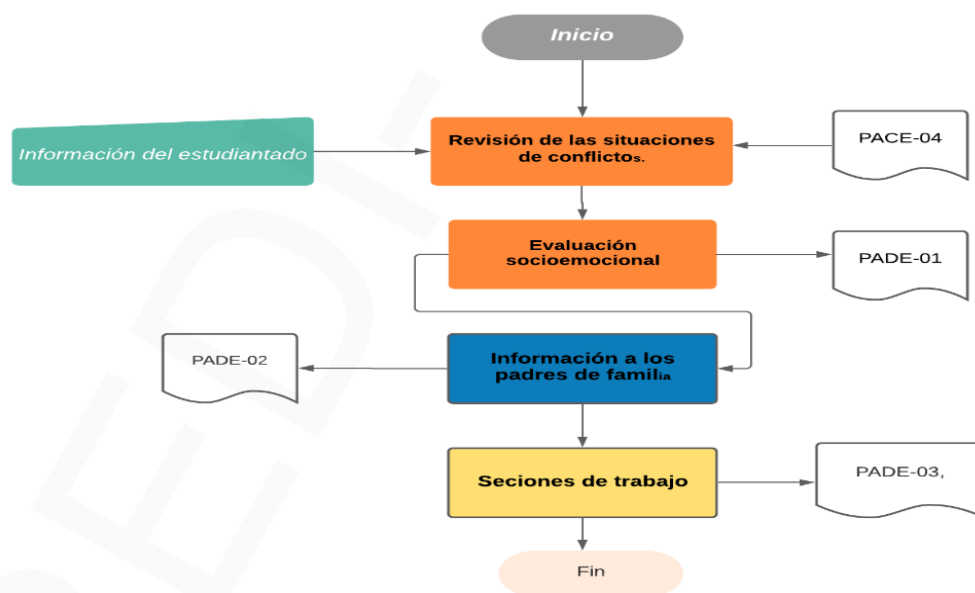 Inicio
Información del estudiantado
Revisión de las situaciones
de conflictos.
PACE-04
Evaluación
socioemocional
PADE-01
PADE-02
Información a los
padres de familia
Seciones de trabajo
PADE-03,
Fin